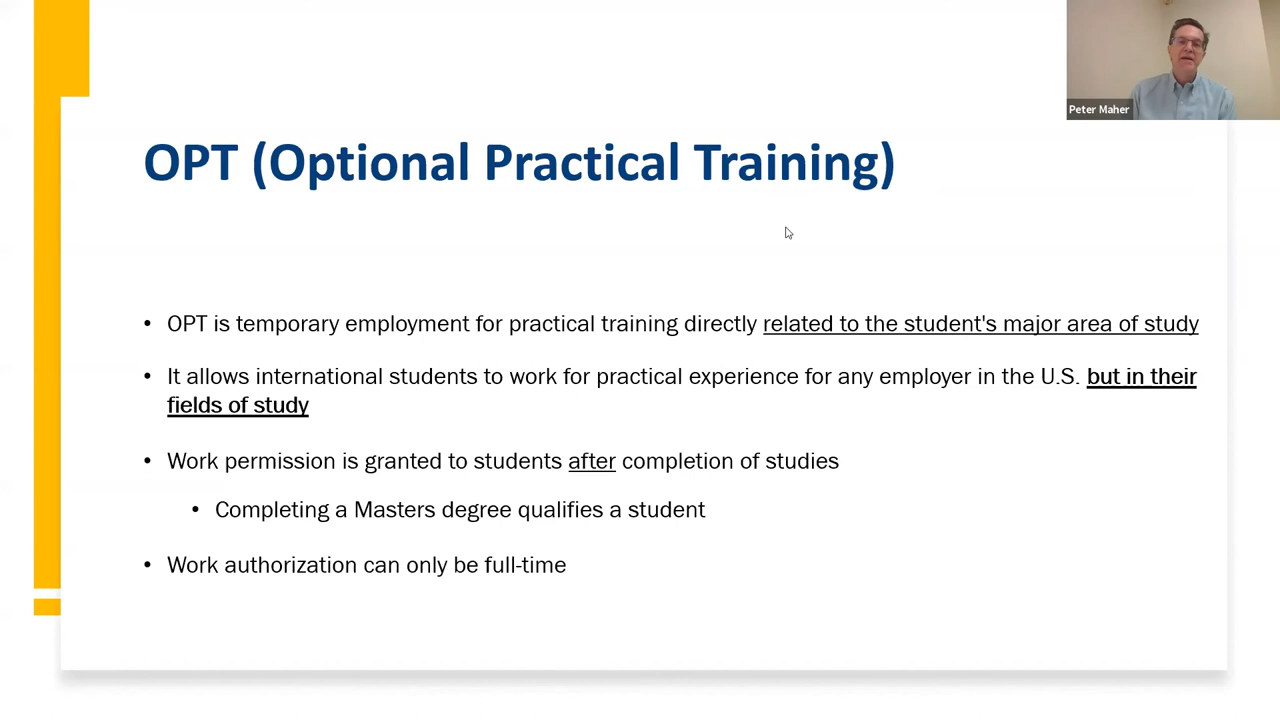 Peter Maher
OPT (Optional Practical Training)
• OPT is temporary employment for practical training directly related to the student's major area of study
• It allows international students to work for practical experience for any employer in the U.S. but in their
fields of study
• Work permission is granted to students after completion of studies
• Completing a Masters degree qualifies a student
• Work authorization can only be full-time